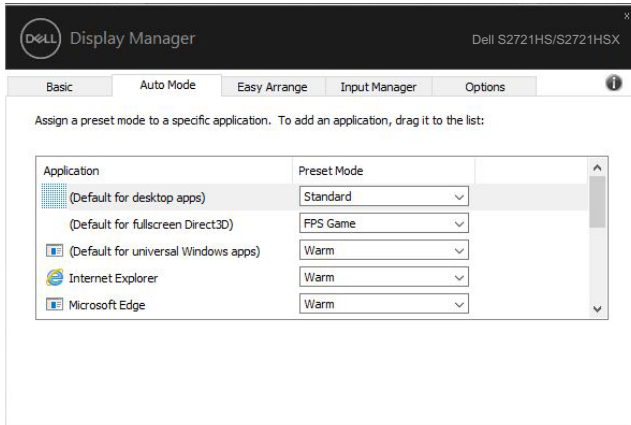 x
DELL Display Manager Dell S2721HS/S2721HSX
Basic Auto Mode Easy Arrange Input Manager Options i
Assign a preset mode to a specific application. To add an application, drag it to the list:
Application Preset Mode
(Default for desktop apps) Standard
(Default for fullscreen Direct3D) FPS Game
(Default for universal Windows apps) Warm
Internet Explorer Warm
Microsoft Edge Warm